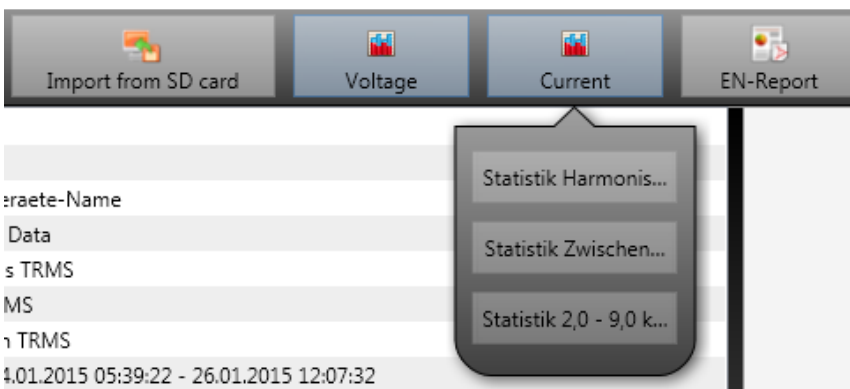 Import from SD card
Voltage
Current
EN-Report
Statistik Harmonis...
eraete-Name
Statistik Zwischen...
Data
s TRMS
MS
Statistik 2,0 - 9,0 k...
n TRMS
4.01.2015 05:39:22 - 26.01.2015 12:07:32